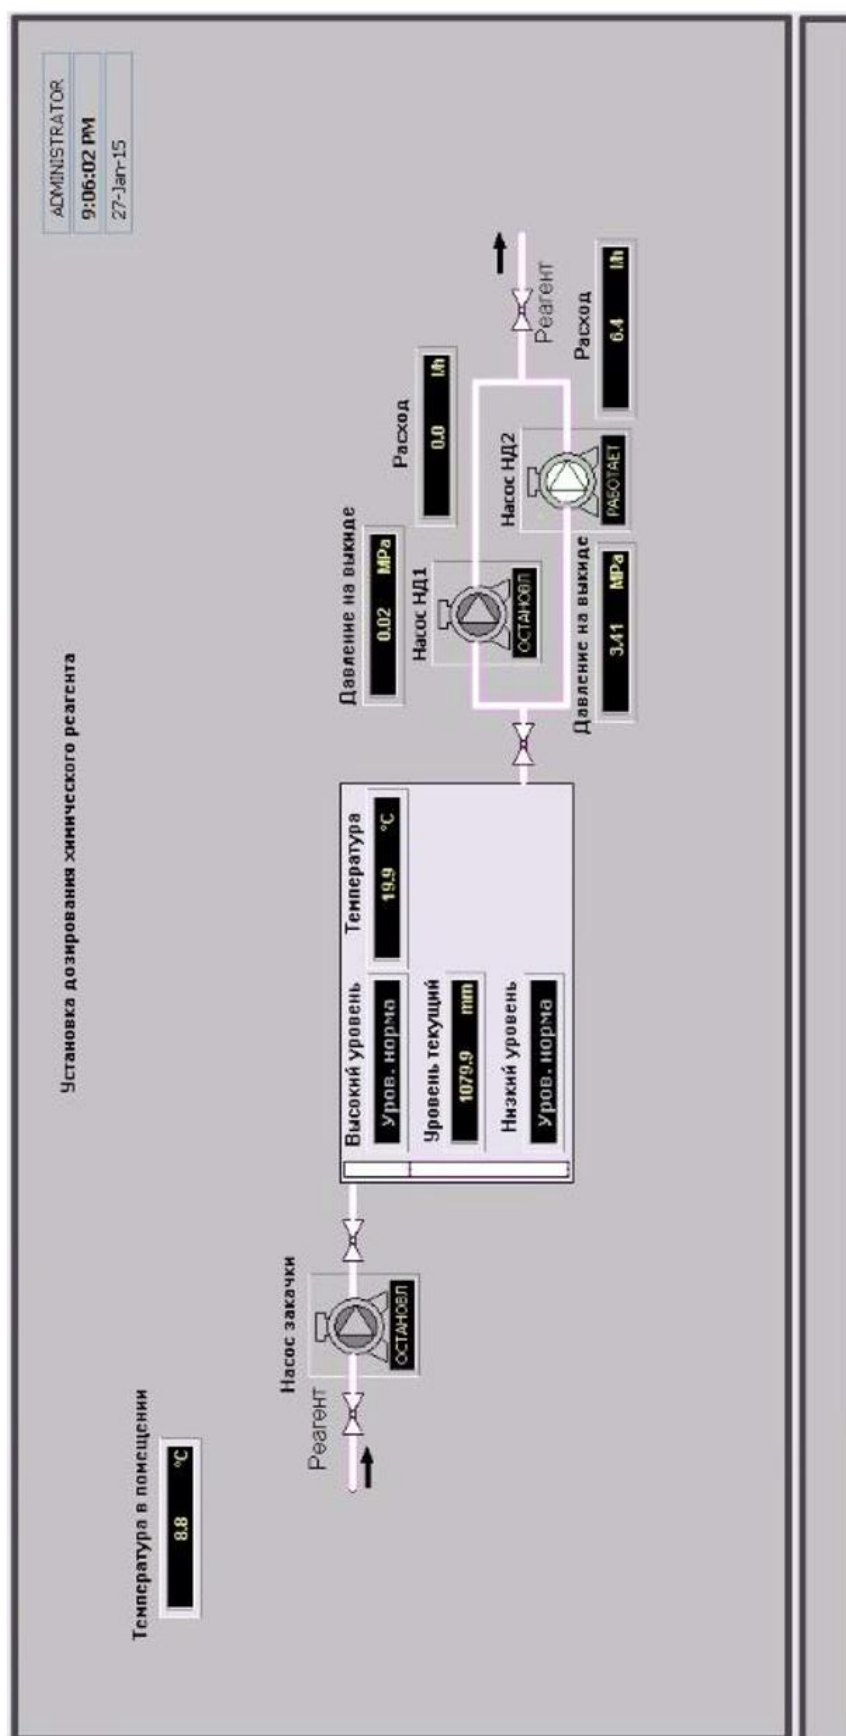 ADMINISTRATOR
9:06:02 PM
27-Jan-15
Установка дозирования химического реагента
Температура в помещении
8.8 °C
Насос закачки
Реагент
ОСТАНОВЛ
Высокий уровень
Уров. норма
Температура
19.9 °C
Уровень текущий
1079.9 mm
Низкий уровень
Уров. норма
Давление на выкиде
0.02 MPa
Расход
0.0 l/h
Насос НД1
ОСТАНОВЛ
Насос НД2
РАБОТАЕТ
Давление на выкиде
3.41 MPa
Расход
6.4 l/h
Реагент